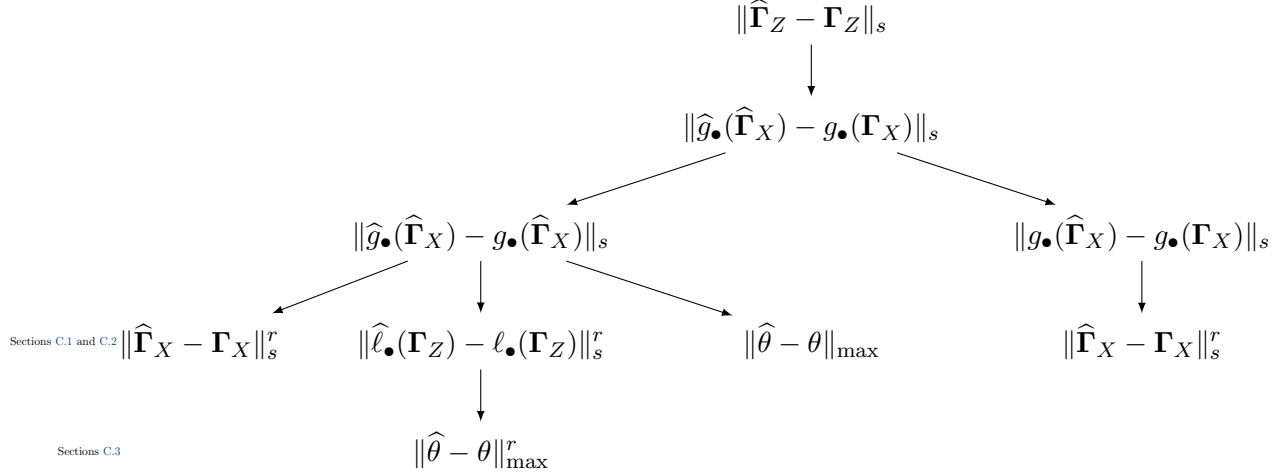 ‖Γ̂_Z − Γ_Z‖_s
‖ĝ_•(Γ̂_X) − g_•(Γ_X)‖_s
‖ĝ_•(Γ̂_X) − g_•(Γ̂_X)‖_s ‖g_•(Γ̂_X) − g_•(Γ_X)‖_s
Sections C.1 and C.2 ‖Γ̂_X − Γ_X‖_s^r ‖ℓ̂_•(Γ_Z) − ℓ_•(Γ_Z)‖_s^r ‖θ̂ − θ‖_max ‖Γ̂_X − Γ_X‖_s^r
Sections C.3 ‖θ̂ − θ‖_max^r